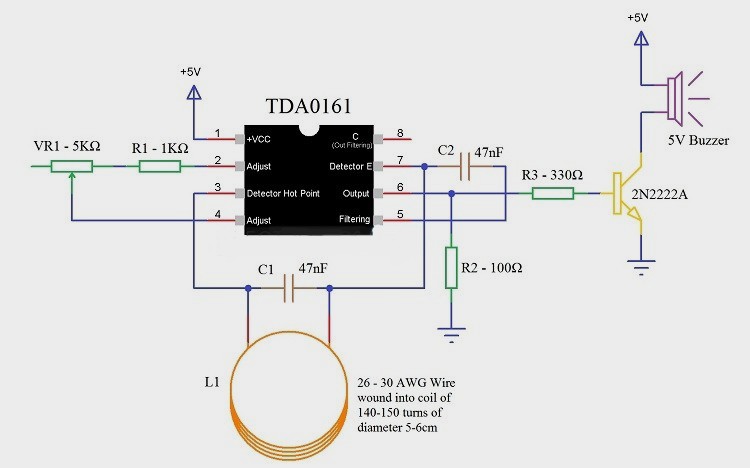 +5V
+5V
TDA0161
VR1 - 5KΩ
R1 - 1KΩ
1
+VCC
C
(Out Filtering)
8
5V Buzzer
2
Adjust
Detector E
7
C2
47nF
3
Detector Hot Point
Output
6
R3 - 330Ω
2N2222A
4
Adjust
Filtering
5
C1
47nF
R2 - 100Ω
L1
26 - 30 AWG Wire
wound into coil of
140-150 turns of
diameter 5-6cm